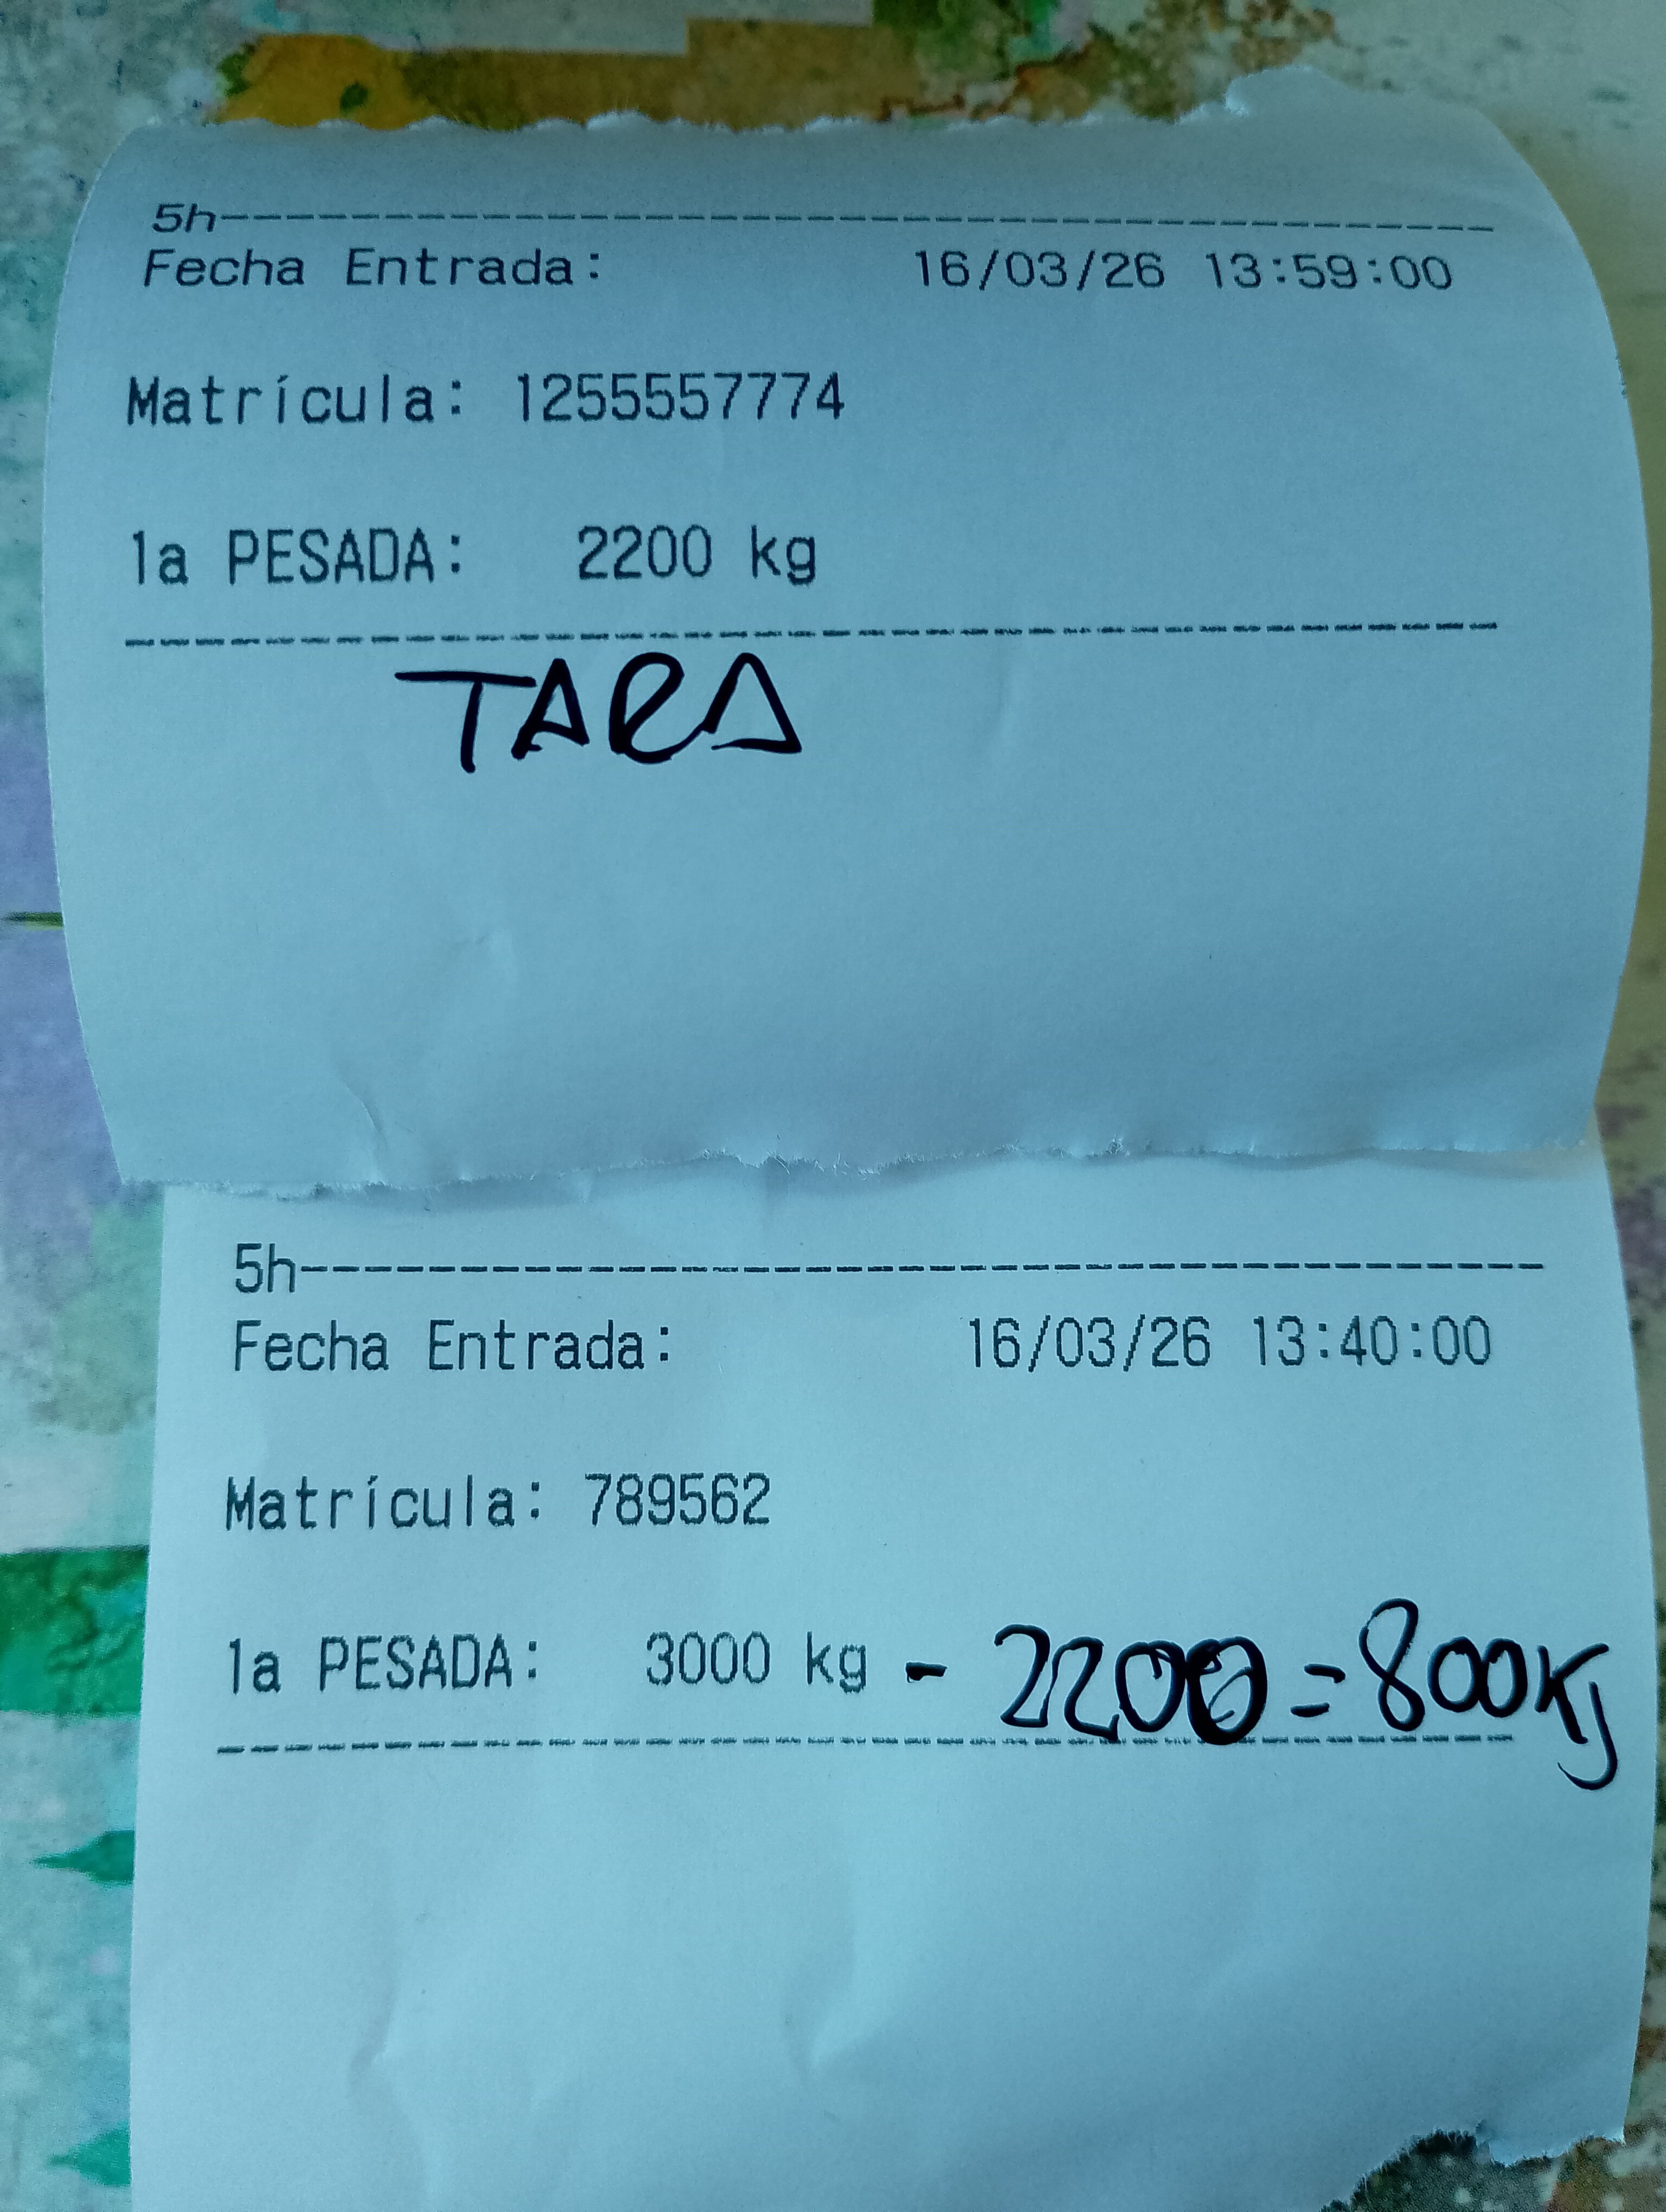 5h----------------------------------------
Fecha Entrada: 16/03/26 13:59:00
Matrícula: 1255557774
1a PESADA: 2200 kg
----------------------------------------
TARA
5h----------------------------------------
Fecha Entrada: 16/03/26 13:40:00
Matrícula: 789562
1a PESADA: 3000 kg - 2200 = 800Kg
----------------------------------------